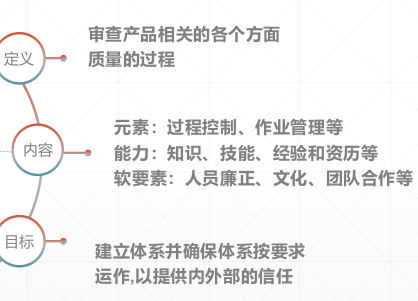 定义
审查产品相关的各个方面
质量的过程
内容
元素：过程控制、作业管理等
能力：知识、技能、经验和资历等
软要素：人员廉正、文化、团队合作等
目标
建立体系并确保体系按要求
运作,以提供内外部的信任